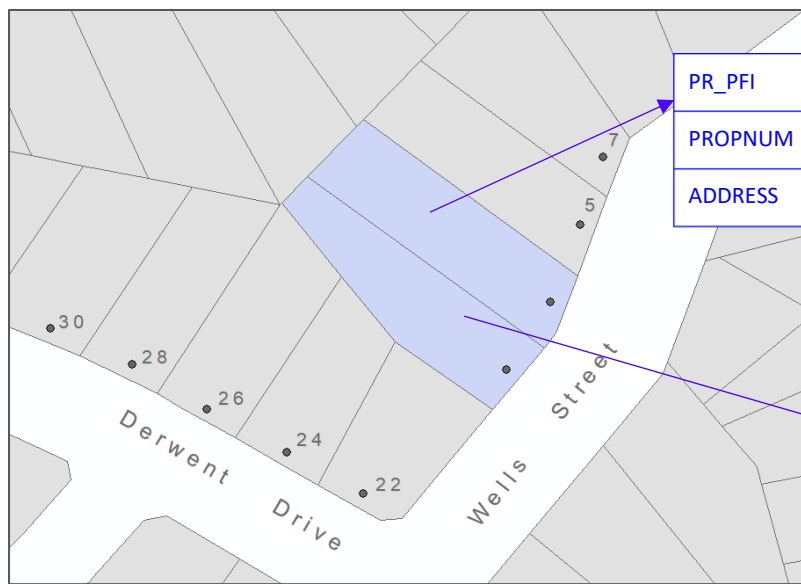 PR_PFI
PROPNUM
ADDRESS
7
5
30
28
26
24
22
Derwent Drive
Wells Street